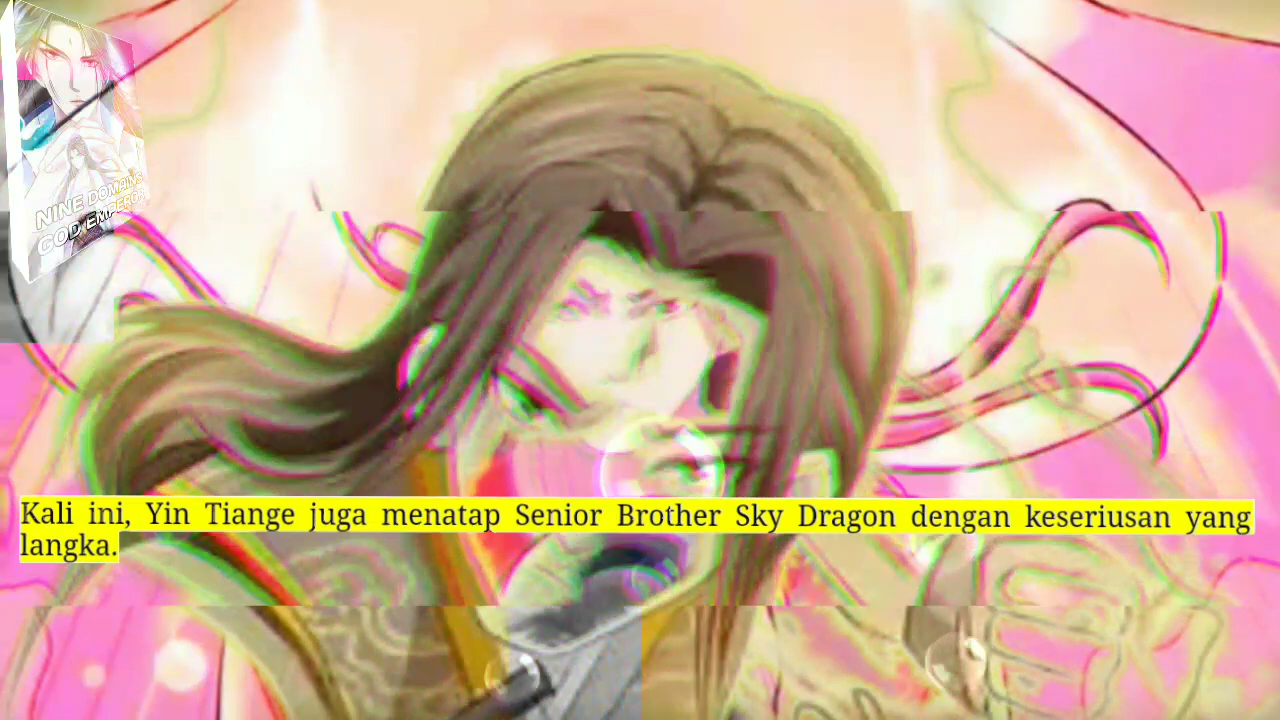 NINE DOMAINS
GOD EMPEROR
Kali ini, Yin Tiange juga menatap Senior Brother Sky Dragon dengan keseriusan yang
langka.